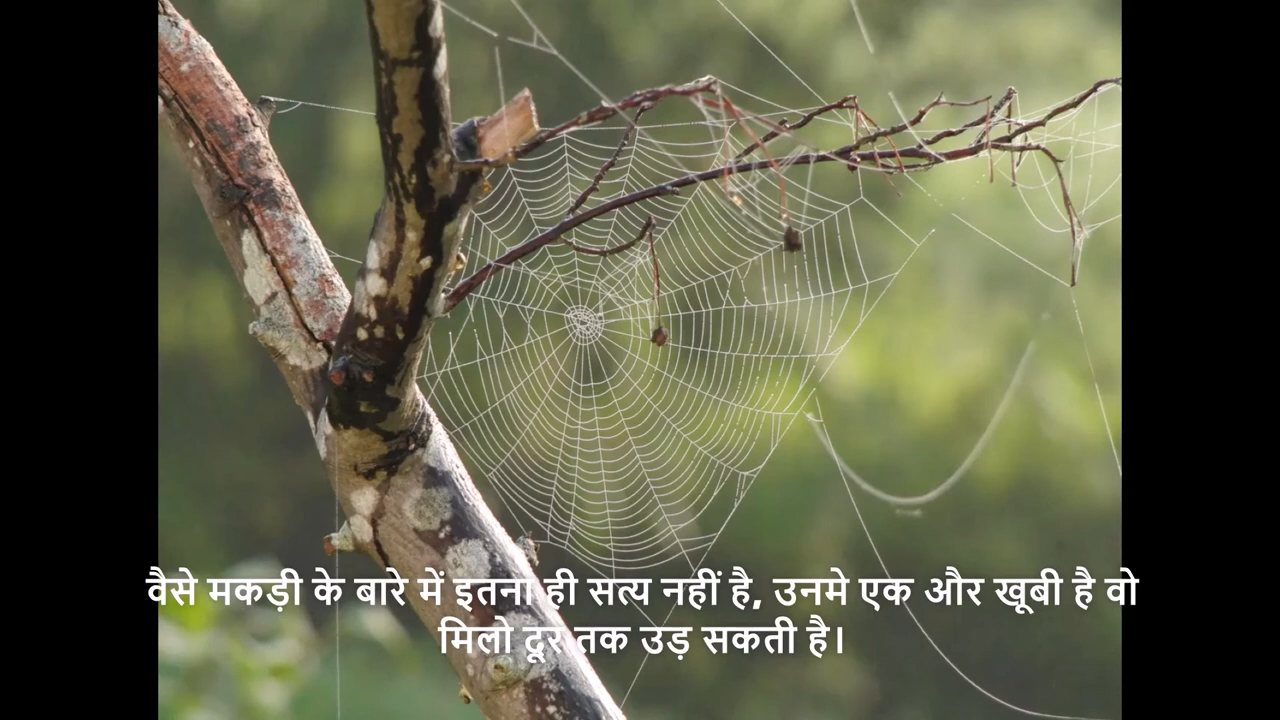 वैसे मकड़ी के बारे में इतना ही सत्य नहीं है, उनमे एक और खूबी है वो
मिलो दूर तक उड़ सकती है।